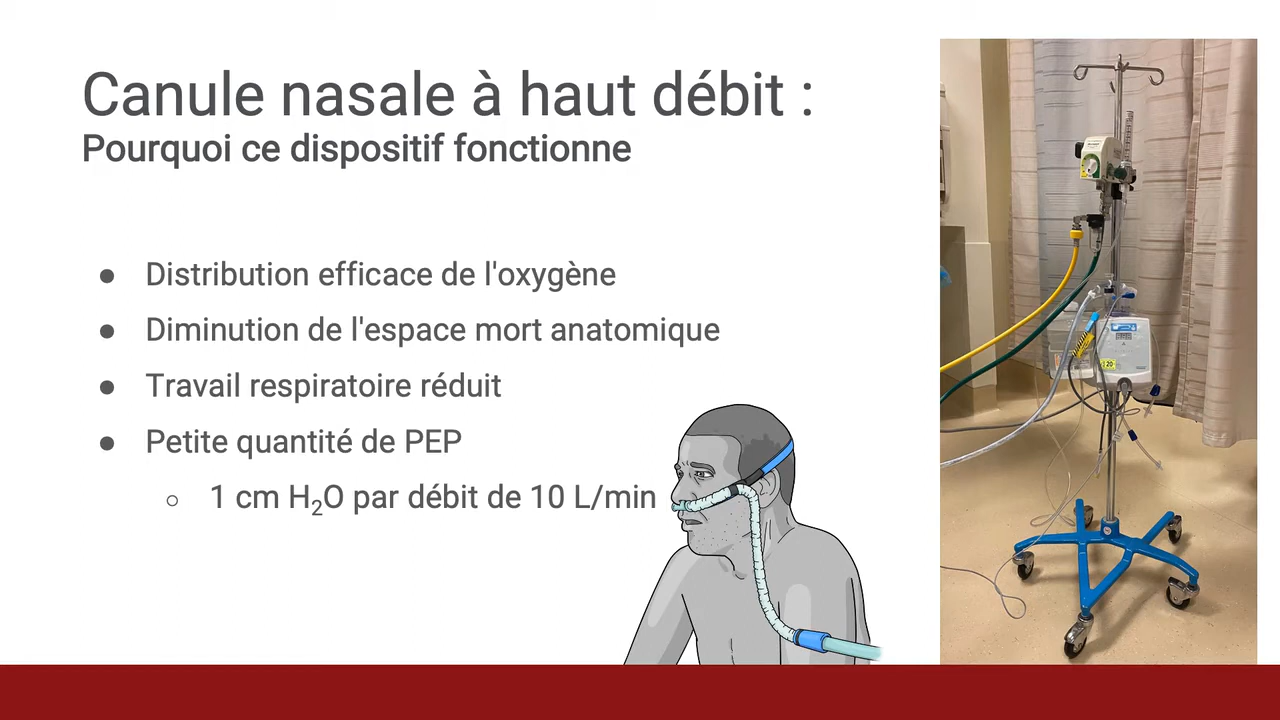 Canule nasale à haut débit :
Pourquoi ce dispositif fonctionne
● Distribution efficace de l'oxygène
● Diminution de l'espace mort anatomique
● Travail respiratoire réduit
● Petite quantité de PEP
○ 1 cm H₂O par débit de 10 L/min
20